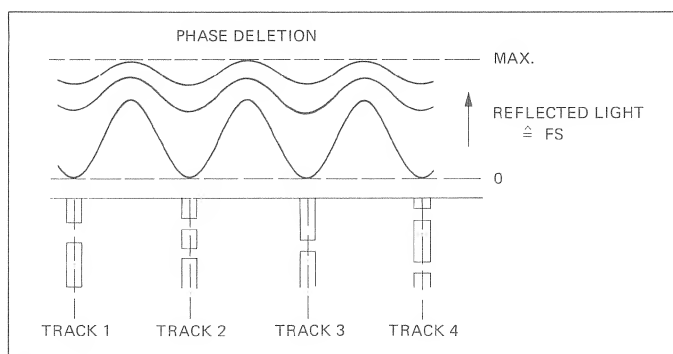 PHASE DELETION
MAX.
REFLECTED LIGHT
≙ FS
0
TRACK 1 TRACK 2 TRACK 3 TRACK 4